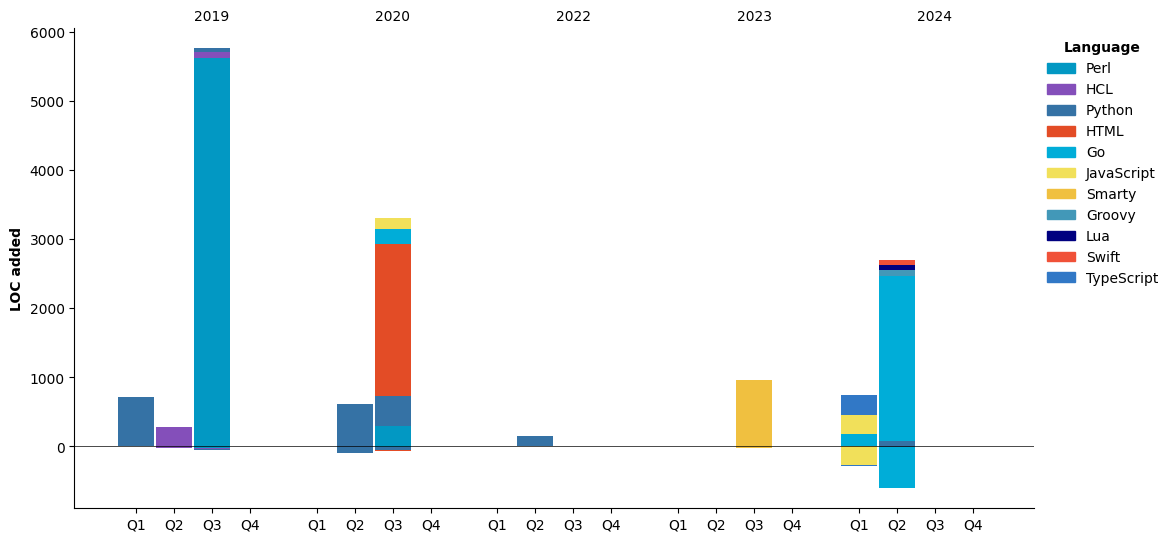 2019 2020 2022 2023 2024
6000
5000
4000
3000
2000
1000
0
LOC added
Q1 Q2 Q3 Q4 Q1 Q2 Q3 Q4 Q1 Q2 Q3 Q4 Q1 Q2 Q3 Q4 Q1 Q2 Q3 Q4
Language
Perl
HCL
Python
HTML
Go
JavaScript
Smarty
Groovy
Lua
Swift
TypeScript